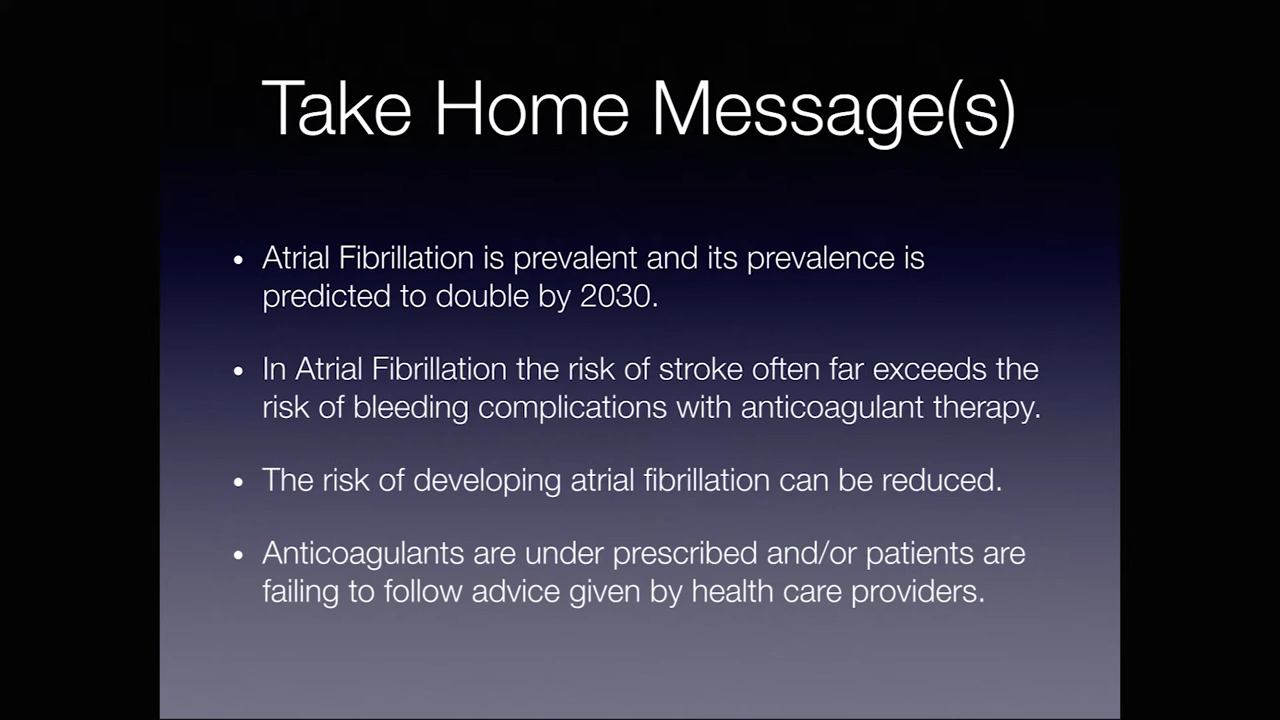 Take Home Message(s)
• Atrial Fibrillation is prevalent and its prevalence is
predicted to double by 2030.
• In Atrial Fibrillation the risk of stroke often far exceeds the
risk of bleeding complications with anticoagulant therapy.
• The risk of developing atrial fibrillation can be reduced.
• Anticoagulants are under prescribed and/or patients are
failing to follow advice given by health care providers.